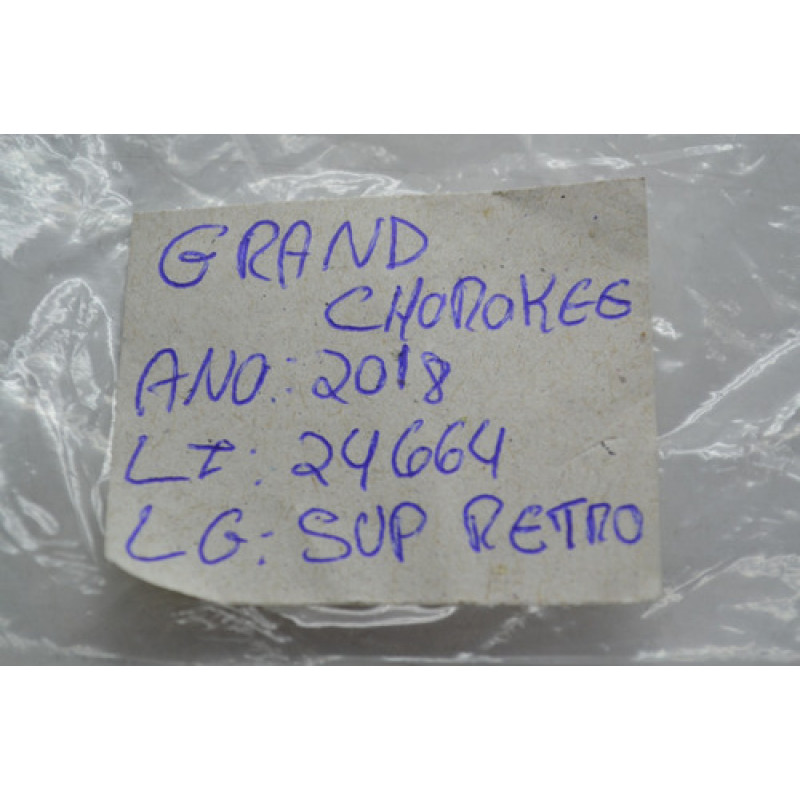 GRAND
CHOROKEE
ANO: 2018
LT: 24664
LG: SUP RETRO